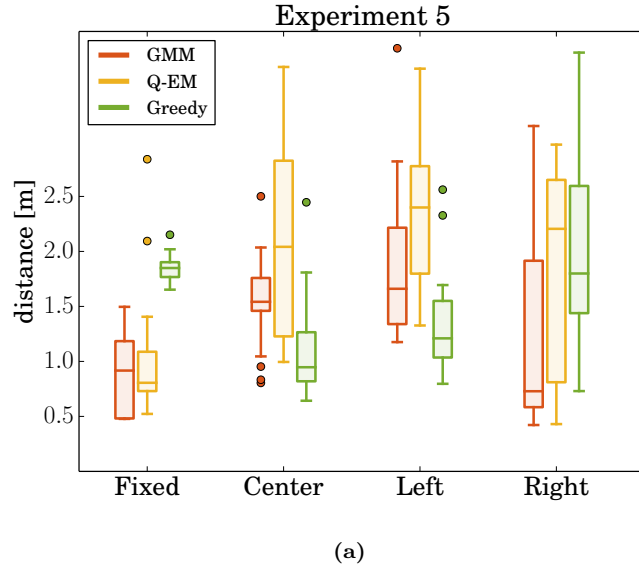 Experiment 5
GMM
Q-EM
Greedy
distance [m]
2.5
2.0
1.5
1.0
0.5
Fixed Center Left Right
(a)